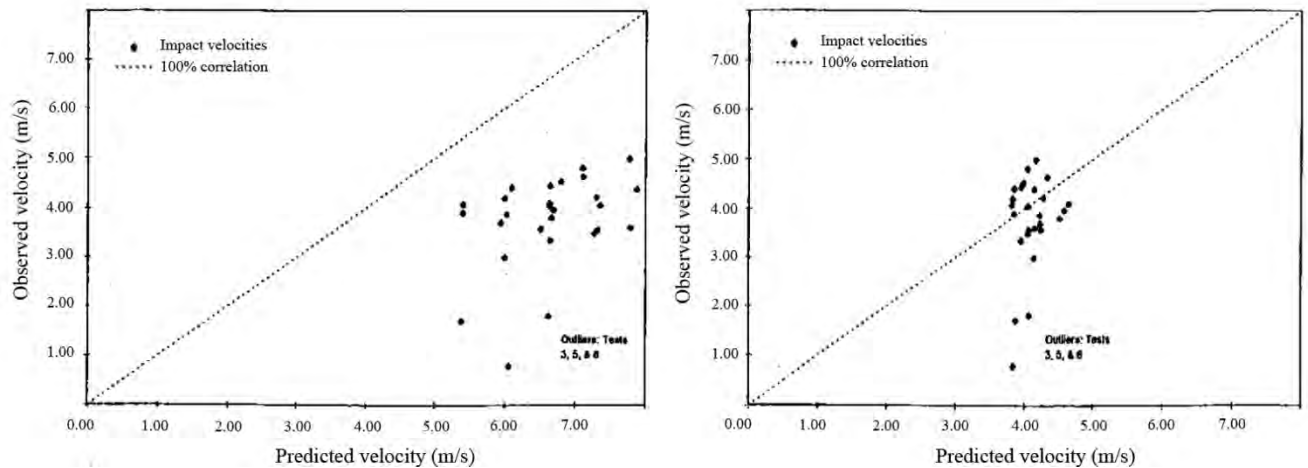 Impact velocities
100% correlation
Observed velocity (m/s)
7.00
6.00
5.00
4.00
3.00
2.00
1.00
Outliers: Tests
3, 5, & 6
0.00
1.00
2.00
3.00
4.00
5.00
6.00
7.00
Predicted velocity (m/s)
Impact velocities
100% correlation
Observed velocity (m/s)
7.00
6.00
5.00
4.00
3.00
2.00
1.00
Outliers: Tests
3, 5, & 6
0.00
1.00
2.00
3.00
4.00
5.00
6.00
7.00
Predicted velocity (m/s)